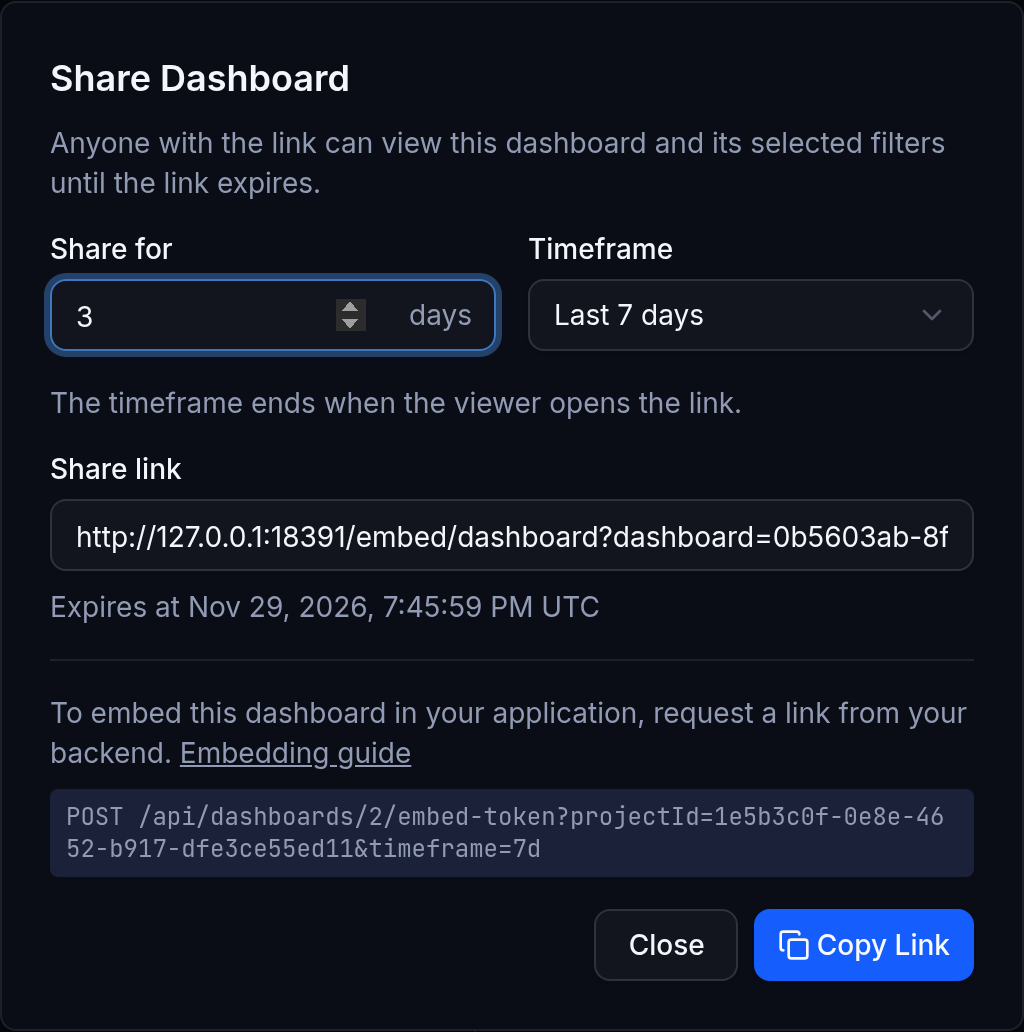 Share Dashboard
Anyone with the link can view this dashboard and its selected filters
until the link expires.
Share for
Timeframe
3 days
Last 7 days
The timeframe ends when the viewer opens the link.
Share link
http://127.0.0.1:18391/embed/dashboard?dashboard=0b5603ab-8f
Expires at Nov 29, 2026, 7:45:59 PM UTC
To embed this dashboard in your application, request a link from your
backend. Embedding guide
POST /api/dashboards/2/embed-token?projectId=1e5b3c0f-0e8e-46
52-b917-dfe3ce55ed11&timeframe=7d
Close
Copy Link